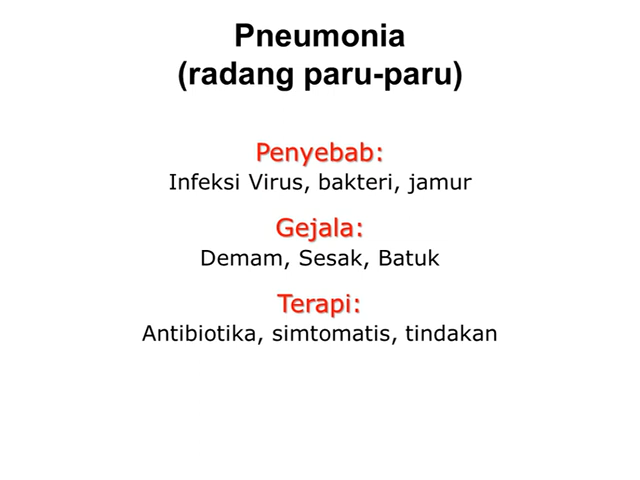 Pneumonia
(radang paru-paru)
Penyebab:
Infeksi Virus, bakteri, jamur
Gejala:
Demam, Sesak, Batuk
Terapi:
Antibiotika, simtomatis, tindakan